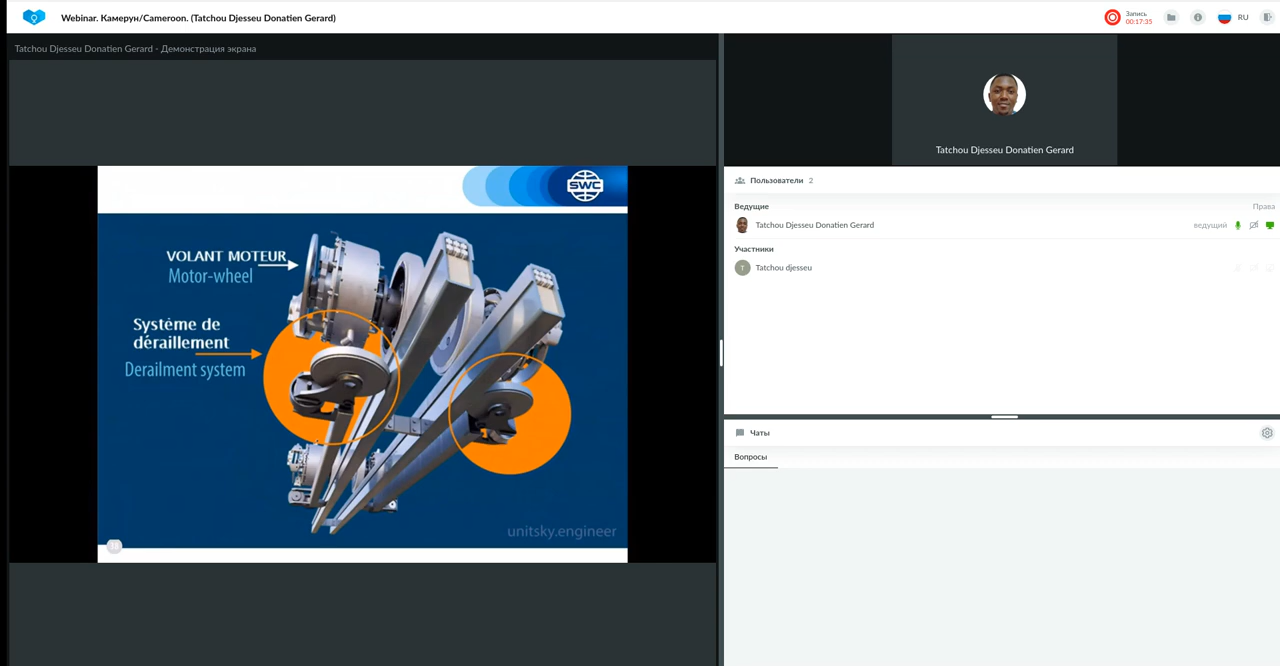 Webinar. Камерун/Cameroon. (Tatchou Djesseu Donatien Gerard)
Запись
00:17:35
RU
Tatchou Djesseu Donatien Gerard - Демонстрация экрана
SWC
VOLANT MOTEUR
Motor-wheel
Système de
déraillement
Derailment system
unitsky.engineer
Tatchou Djesseu Donatien Gerard
Пользователи 2
Ведущие
Права
Tatchou Djesseu Donatien Gerard
ведущий
Участники
T
Tatchou djesseu
Чаты
Вопросы